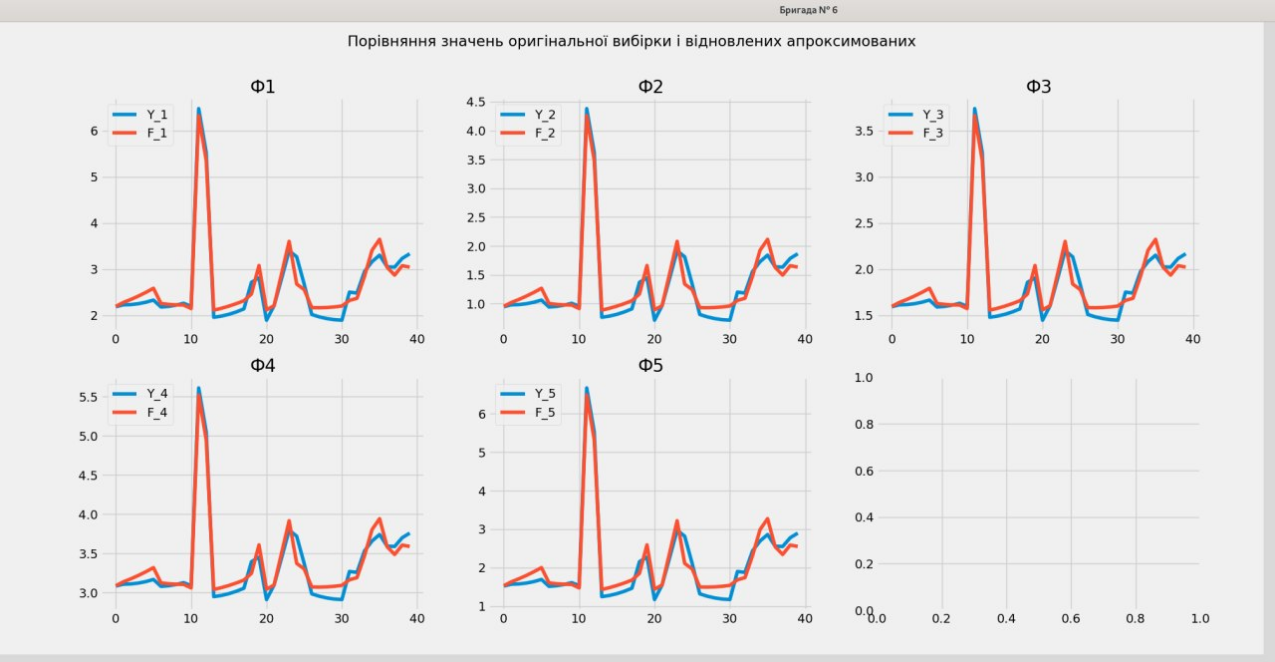 Бригада № 6
Порівняння значень оригінальної вибірки і відновлених апроксимованих
Ф1
Y_1
F_1
6
5
4
3
2
0 10 20 30 40
Ф2
Y_2
F_2
4.5
4.0
3.5
3.0
2.5
2.0
1.5
1.0
0 10 20 30 40
Ф3
Y_3
F_3
3.5
3.0
2.5
2.0
1.5
0 10 20 30 40
Ф4
Y_4
F_4
5.5
5.0
4.5
4.0
3.5
3.0
0 10 20 30 40
Ф5
Y_5
F_5
6
5
4
3
2
1
0 10 20 30 40
1.0
0.8
0.6
0.4
0.2
0.0
0.0 0.2 0.4 0.6 0.8 1.0